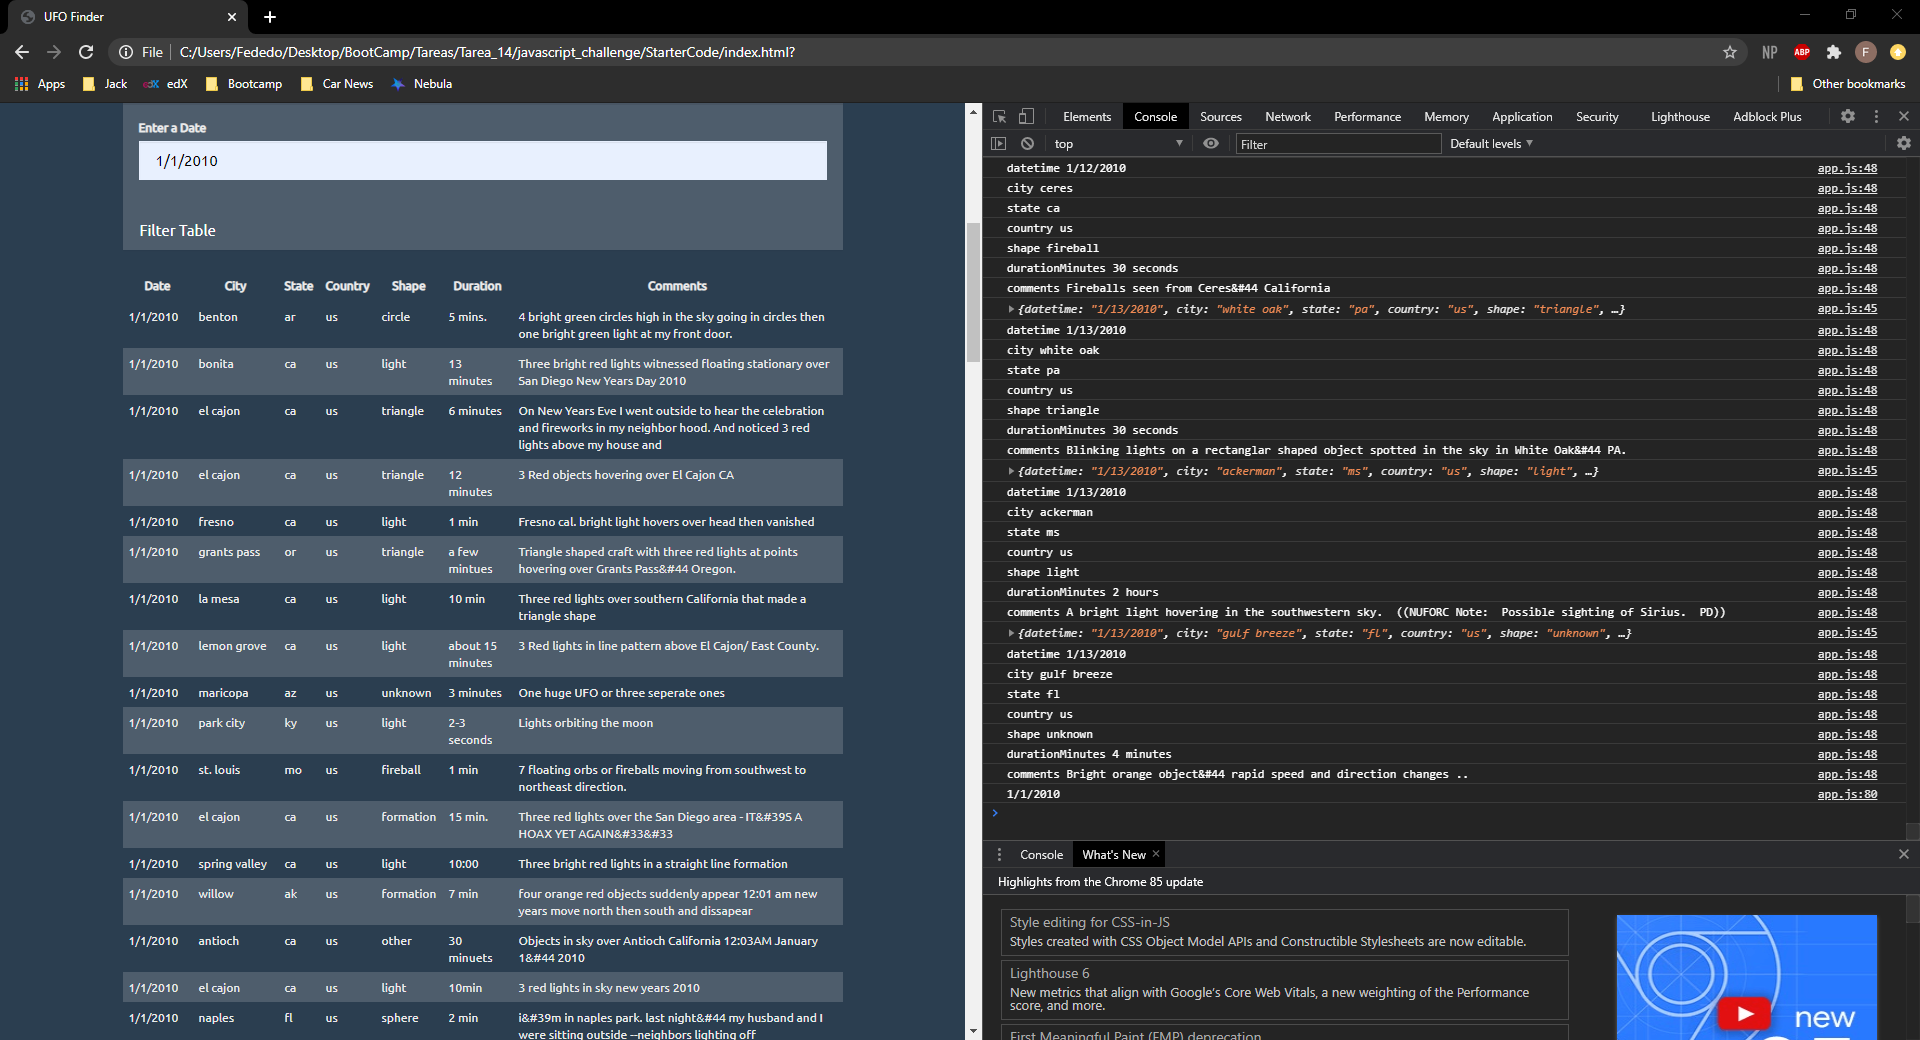 UFO Finder
File C:/Users/Fededo/Desktop/BootCamp/Tareas/Tarea_14/javascript_challenge/StarterCode/index.html? NP ABP F
Apps Jack edX edX Bootcamp Car News Nebula Other bookmarks
Enter a Date
1/1/2010
Filter Table
Date City State Country Shape Duration Comments
1/1/2010 benton ar us circle 5 mins. 4 bright green circles high in the sky going in circles then
one bright green light at my front door.
1/1/2010 bonita ca us light 13 Three bright red lights witnessed floating stationary over
minutes San Diego New Years Day 2010
1/1/2010 el cajon ca us triangle 6 minutes On New Years Eve I went outside to hear the celebration
and fireworks in my neighbor hood. And noticed 3 red
lights above my house and
1/1/2010 el cajon ca us triangle 12 3 Red objects hovering over El Cajon CA
minutes
1/1/2010 fresno ca us light 1 min Fresno cal. bright light hovers over head then vanished
1/1/2010 grants pass or us triangle a few Triangle shaped craft with three red lights at points
mintues hovering over Grants Pass&#44 Oregon.
1/1/2010 la mesa ca us light 10 min Three red lights over southern California that made a
triangle shape
1/1/2010 lemon grove ca us light about 15 3 Red lights in line pattern above El Cajon/ East County.
minutes
1/1/2010 maricopa az us unknown 3 minutes One huge UFO or three seperate ones
1/1/2010 park city ky us light 2-3 Lights orbiting the moon
seconds
1/1/2010 st. louis mo us fireball 1 min 7 floating orbs or fireballs moving from southwest to
northeast direction.
1/1/2010 el cajon ca us formation 15 min. Three red lights over the San Diego area - IT&#39S A
HOAX YET AGAIN&#33&#33
1/1/2010 spring valley ca us light 10:00 Three bright red lights in a straight line formation
1/1/2010 willow ak us formation 7 min four orange red objects suddenly appear 12:01 am new
years move north then south and dissapear
1/1/2010 antioch ca us other 30 Objects in sky over Antioch California 12:03AM January
minuets 1&#44 2010
1/1/2010 el cajon ca us light 10min 3 red lights in sky new years 2010
1/1/2010 naples fl us sphere 2 min i&#39m in naples park. last night&#44 my husband and I
were sitting outside --neighbors lighting off
Elements Console Sources Network Performance Memory Application Security Lighthouse Adblock Plus
top Filter Default levels
datetime 1/12/2010 app.js:48
city ceres app.js:48
state ca app.js:48
country us app.js:48
shape fireball app.js:48
durationMinutes 30 seconds app.js:48
comments Fireballs seen from Ceres&#44 California app.js:48
{datetime: "1/13/2010", city: "white oak", state: "pa", country: "us", shape: "triangle", …} app.js:45
datetime 1/13/2010 app.js:48
city white oak app.js:48
state pa app.js:48
country us app.js:48
shape triangle app.js:48
durationMinutes 30 seconds app.js:48
comments Blinking lights on a rectanglar shaped object spotted in the sky in White Oak&#44 PA. app.js:48
{datetime: "1/13/2010", city: "ackerman", state: "ms", country: "us", shape: "light", …} app.js:45
datetime 1/13/2010 app.js:48
city ackerman app.js:48
state ms app.js:48
country us app.js:48
shape light app.js:48
durationMinutes 2 hours app.js:48
comments A bright light hovering in the southwestern sky. ((NUFORC Note: Possible sighting of Sirius. PD)) app.js:48
{datetime: "1/13/2010", city: "gulf breeze", state: "fl", country: "us", shape: "unknown", …} app.js:45
datetime 1/13/2010 app.js:48
city gulf breeze app.js:48
state fl app.js:48
country us app.js:48
shape unknown app.js:48
durationMinutes 4 minutes app.js:48
comments Bright orange object&#44 rapid speed and direction changes .. app.js:48
1/1/2010 app.js:80
Console What's New
Highlights from the Chrome 85 update
Style editing for CSS-in-JS
Styles created with CSS Object Model APIs and Constructible Stylesheets are now editable.
Lighthouse 6
New metrics that align with Google's Core Web Vitals, a new weighting of the Performance
score, and more.
First Meaningful Paint (FMP) deprecation
new